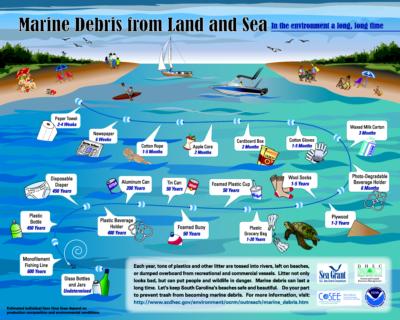 Marine Debris from Land and Sea
In the environment a long, long time
Paper Towel
2-4 Weeks
Newspaper
6 Weeks
Cotton Rope
1-5 Months
Apple Core
2 Months
Cardboard Box
2 Months
Cotton Gloves
1-5 Months
Waxed Milk Carton
3 Months
Disposable
Diaper
450 Years
Aluminum Can
200 Years
Tin Can
50 Years
Foamed Plastic Cup
50 Years
Wool Socks
1-5 Years
Photo-Degradable
Beverage Holder
6 Months
Plastic
Bottle
450 Years
Plastic Beverage
Holder
400 Years
Foamed Buoy
50 Years
Plastic
Grocery Bag
1-20 Years
Plywood
1-3 Years
Monofilament
Fishing Line
600 Years
Glass Bottles
and Jars
Undetermined
Each year, tons of plastics and other litter are tossed into rivers, left on beaches,
or dumped overboard from recreational and commercial vessels. Litter not only
looks bad, but can put people and wildlife in danger. Marine debris can last a
long time. Let's keep South Carolina's beaches safe and beautiful. Do your part
to prevent trash from becoming marine debris. For more information, visit:
http://www.scdhec.gov/environment/ocrm/outreach/marine_debris.htm
Sea Grant
DHEC
COSEE
NOAA
Estimated individual item time lines depend on
product composition and environmental conditions.